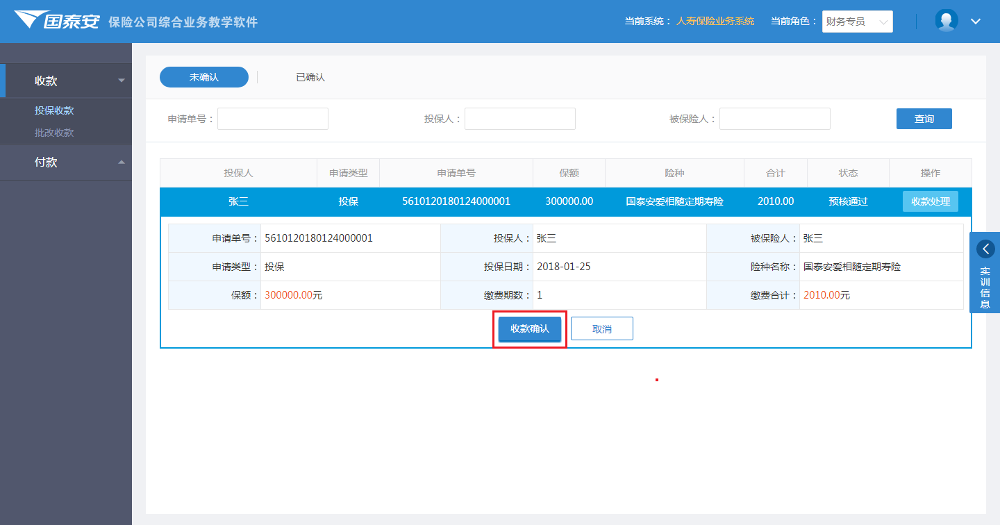 国泰安 保险公司综合业务教学软件 当前系统： 人寿保险业务系统 当前角色： 财务专员
收款
投保收款
批改收款
付款
未确认 已确认
申请单号： 投保人： 被保险人： 查询
投保人 申请类型 申请单号 保额 险种 合计 状态 操作
张三 投保 5610120180124000001 300000.00 国泰安爱相随定期寿险 2010.00 预核通过 收款处理
申请单号： 5610120180124000001 投保人： 张三 被保险人： 张三
申请类型： 投保 投保日期： 2018-01-25 险种名称： 国泰安爱相随定期寿险
保额： 300000.00元 缴费期数： 1 缴费合计： 2010.00元
收款确认 取消
实训信息